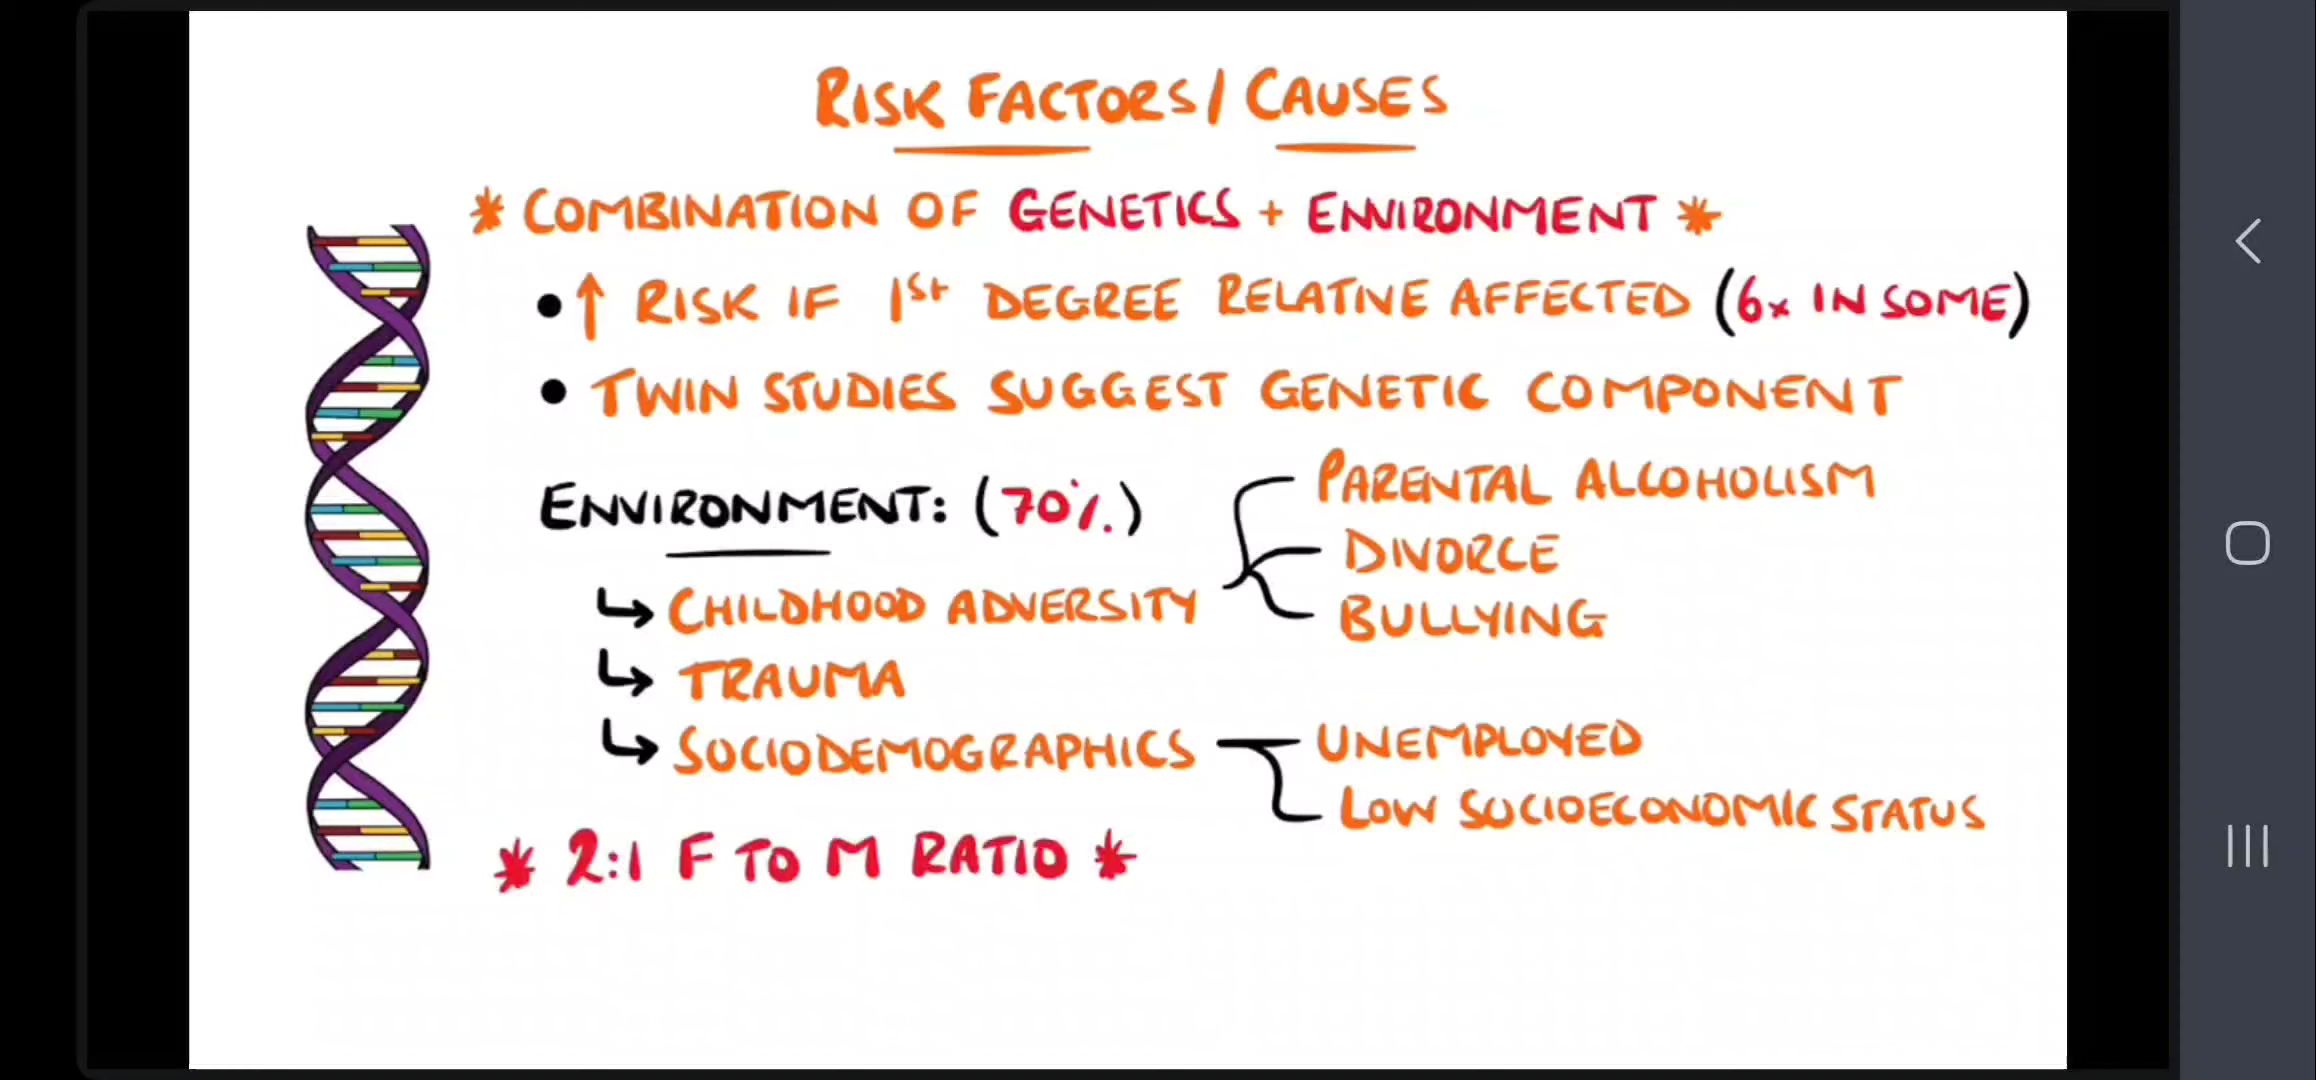 RISK FACTORS / CAUSES
* COMBINATION OF GENETICS + ENVIRONMENT *
• ↑ RISK IF 1st DEGREE RELATIVE AFFECTED (6x IN SOME)
• TWIN STUDIES SUGGEST GENETIC COMPONENT
ENVIRONMENT: (70%)
↳ CHILDHOOD ADVERSITY
PARENTAL ALCOHOLISM
DIVORCE
BULLYING
↳ TRAUMA
↳ SOCIODEMOGRAPHICS
UNEMPLOYED
LOW SOCIOECONOMIC STATUS
* 2:1 F TO M RATIO *